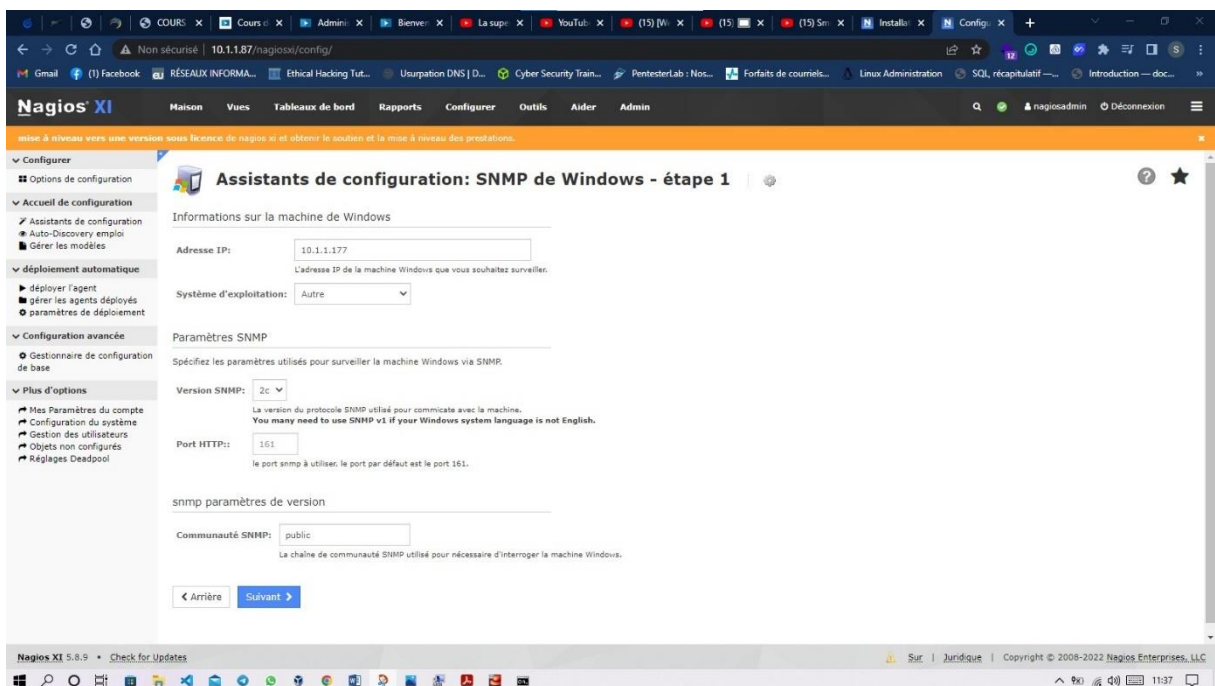 COURS
Cours d
Adminis
Bienven
La supe
YouTub
(15) [W
(15)
(15) Sm
Installat
Config
Non sécurisé | 10.1.1.87/nagiosxi/config/
12
S
Gmail
(1) Facebook
RÉSEAUX INFORMA...
Ethical Hacking Tut...
Usurpation DNS | D...
Cyber Security Train...
PentesterLab : Nos...
Forfaits de courriels...
Linux Administration
SQL, récapitulatif —...
Introduction — doc...
Nagios XI
Maison
Vues
Tableaux de bord
Rapports
Configurer
Outils
Aider
Admin
nagiosadmin
Déconnexion
mise à niveau vers une version sous licence de nagios xi et obtenir le soutien et la mise à niveau des prestations.
Configurer
Options de configuration
Accueil de configuration
Assistants de configuration
Auto-Discovery emploi
Gérer les modèles
déploiement automatique
déployer l'agent
gérer les agents déployés
paramètres de déploiement
Configuration avancée
Gestionnaire de configuration
de base
Plus d'options
Mes Paramètres du compte
Configuration du système
Gestion des utilisateurs
Objets non configurés
Réglages Deadpool
Assistants de configuration: SNMP de Windows - étape 1
Informations sur la machine de Windows
Adresse IP: 10.1.1.177
L'adresse IP de la machine Windows que vous souhaitez surveiller.
Système d'exploitation: Autre
Paramètres SNMP
Spécifiez les paramètres utilisés pour surveiller la machine Windows via SNMP.
Version SNMP: 2c
La version du protocole SNMP utilisé pour commicate avec la machine.
You many need to use SNMP v1 if your Windows system language is not English.
Port HTTP:: 161
le port snmp à utiliser, le port par défaut est le port 161.
snmp paramètres de version
Communauté SNMP: public
La chaîne de communauté SNMP utilisé pour nécessaire d'interroger la machine Windows.
Arrière
Suivant
Nagios XI 5.8.9 • Check for Updates
Sur | Juridique | Copyright © 2008-2022 Nagios Enterprises, LLC
11:37